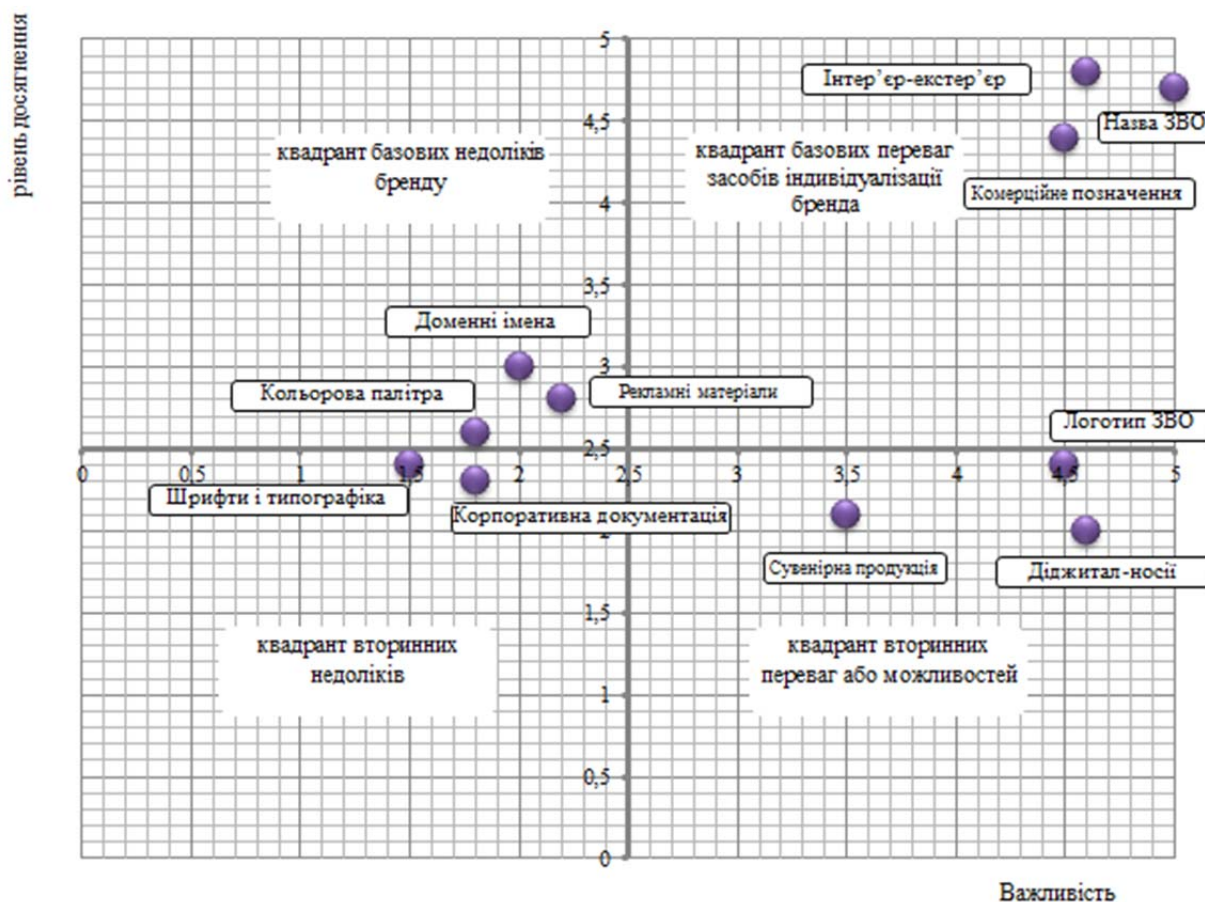 рівень досягнення
5
Інтер’єр-екстер’єр
Назва ЗВО
4,5
квадрант базових недоліків
бренду
квадрант базових переваг
засобів індивідуалізації
бренда
Комерційне позначення
4
3,5
Доменні імена
3
Кольорова палітра
Рекламні матеріали
Логотип ЗВО
2,5
0
0,5
1
1,5
2
2,5
3
3,5
4
4,5
5
Шрифти і типографіка
Корпоративна документація
2
Сувенірна продукція
Діджитал-носії
1,5
квадрант вторинних
недоліків
квадрант вторинних
переваг або можливостей
1
0,5
0
Важливість